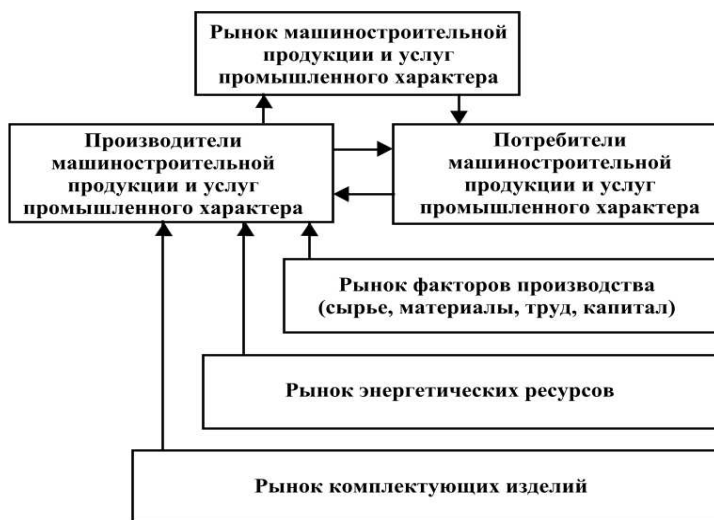 Рынок машиностроительной
продукции и услуг
промышленного характера
Производители
машиностроительной
продукции и услуг
промышленного характера
Потребители
машиностроительной
продукции и услуг
промышленного характера
Рынок факторов производства
(сырье, материалы, труд, капитал)
Рынок энергетических ресурсов
Рынок комплектующих изделий